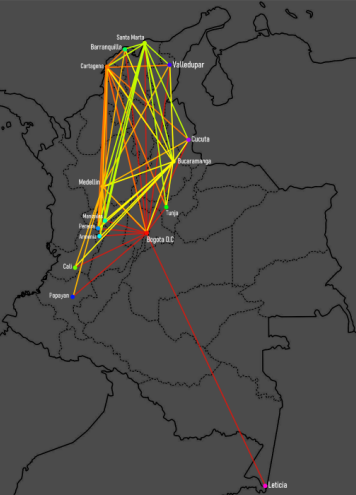 Santa Marta
Barranquilla
Cartagena
Valledupar
Cucuta
Bucaramanga
Medellin
Tunja
Manizales
Pereira
Armenia
Bogota D.C
Cali
Popayan
Leticia